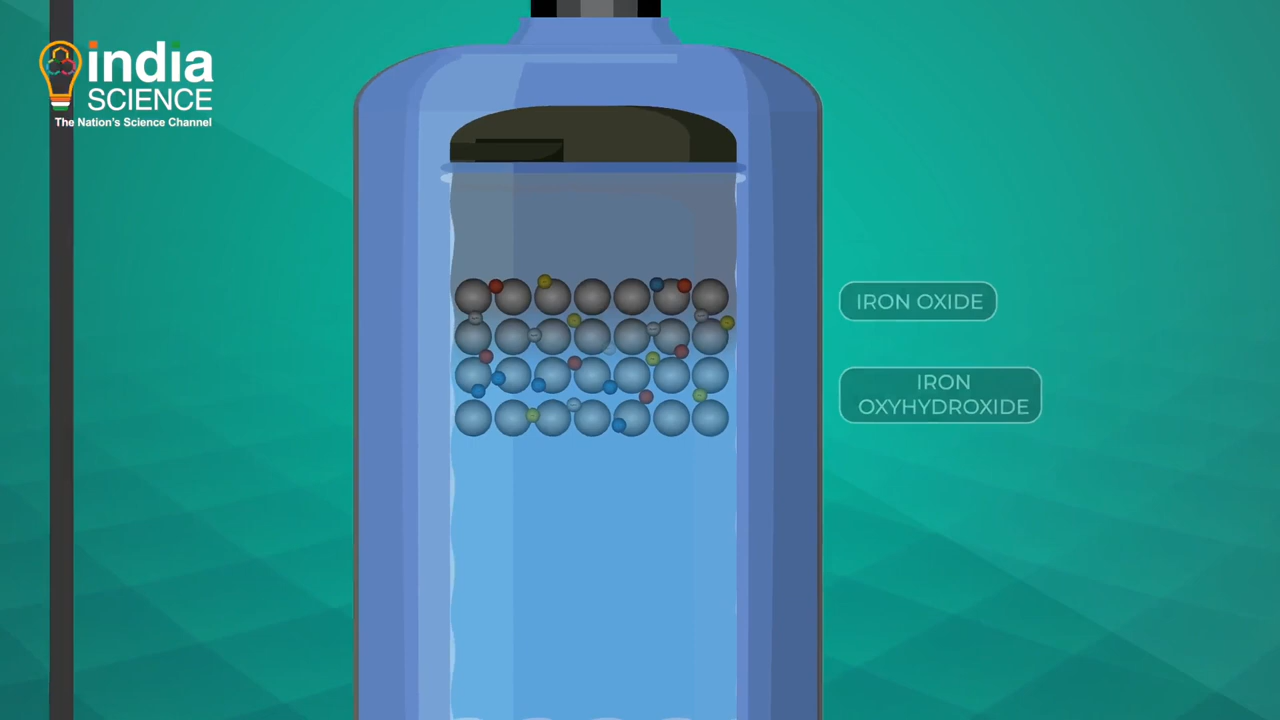 india
SCIENCE
The Nation's Science Channel
IRON OXIDE
IRON
OXYHYDROXIDE